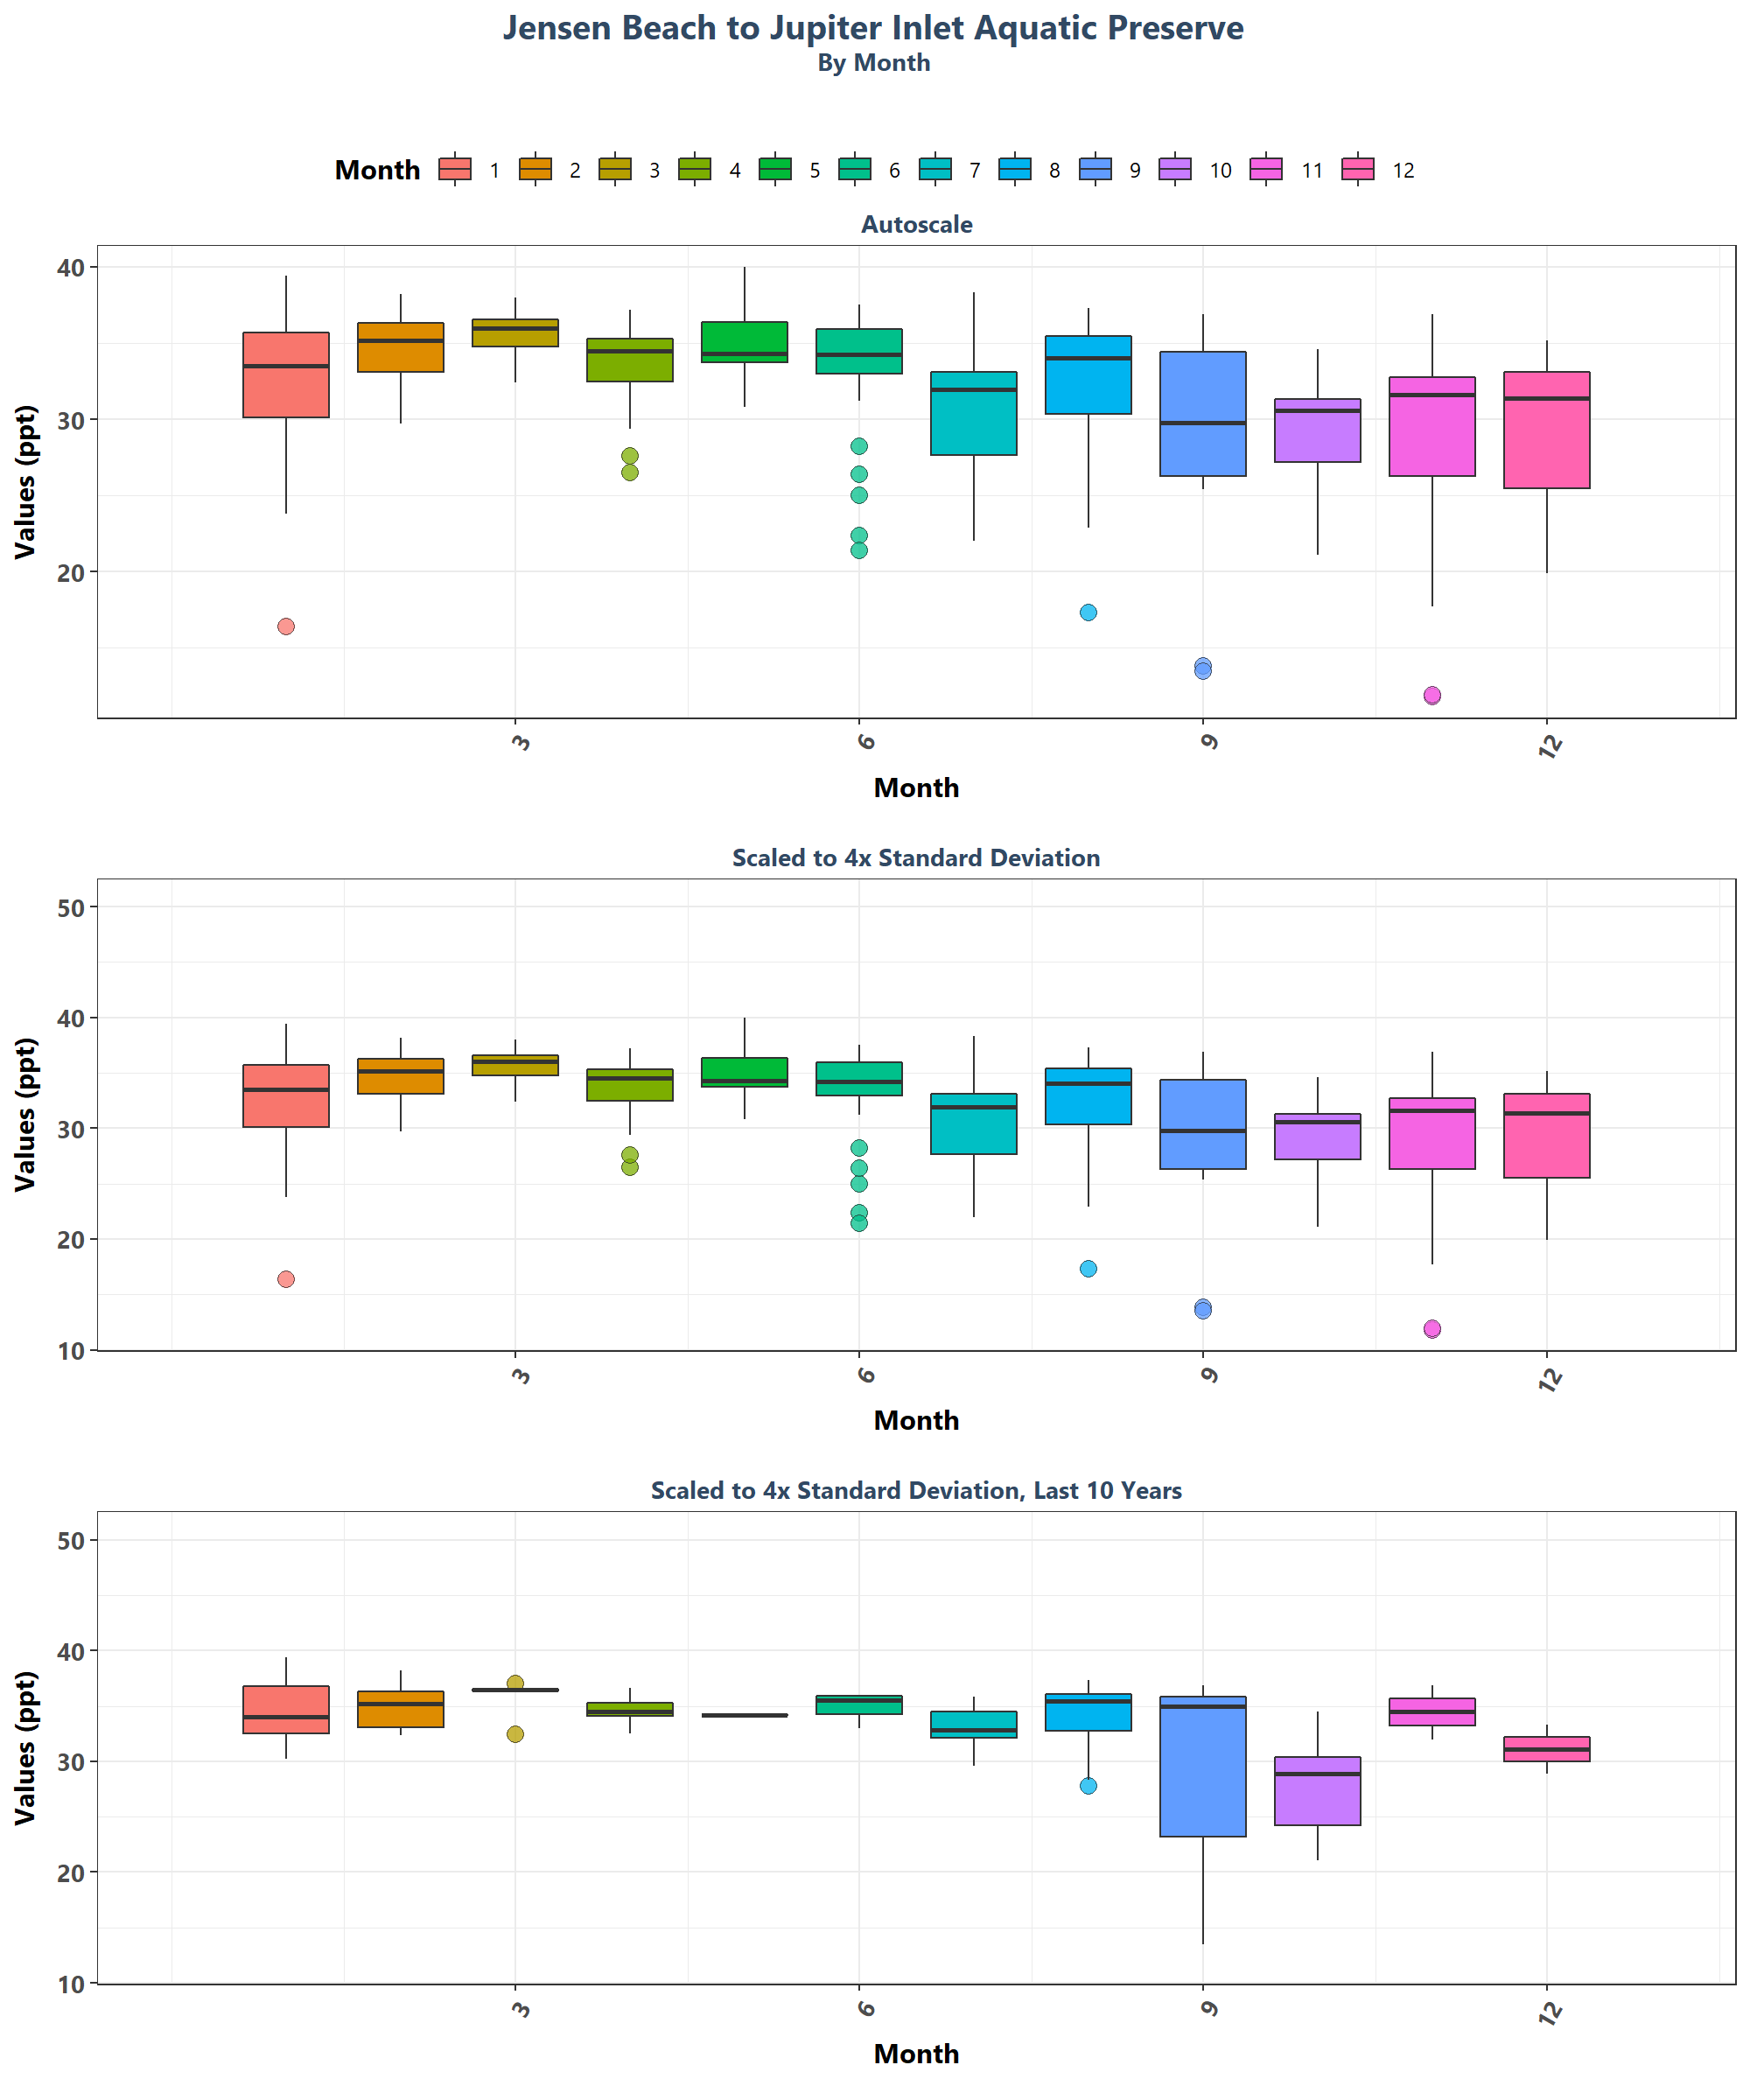 Jensen Beach to Jupiter Inlet Aquatic Preserve
By Month
Month 1 2 3 4 5 6 7 8 9 10 11 12
Autoscale
40
30
20
Values (ppt)
3 6 9 12
Month
Scaled to 4x Standard Deviation
50
40
30
20
10
Values (ppt)
3 6 9 12
Month
Scaled to 4x Standard Deviation, Last 10 Years
50
40
30
20
10
Values (ppt)
3 6 9 12
Month